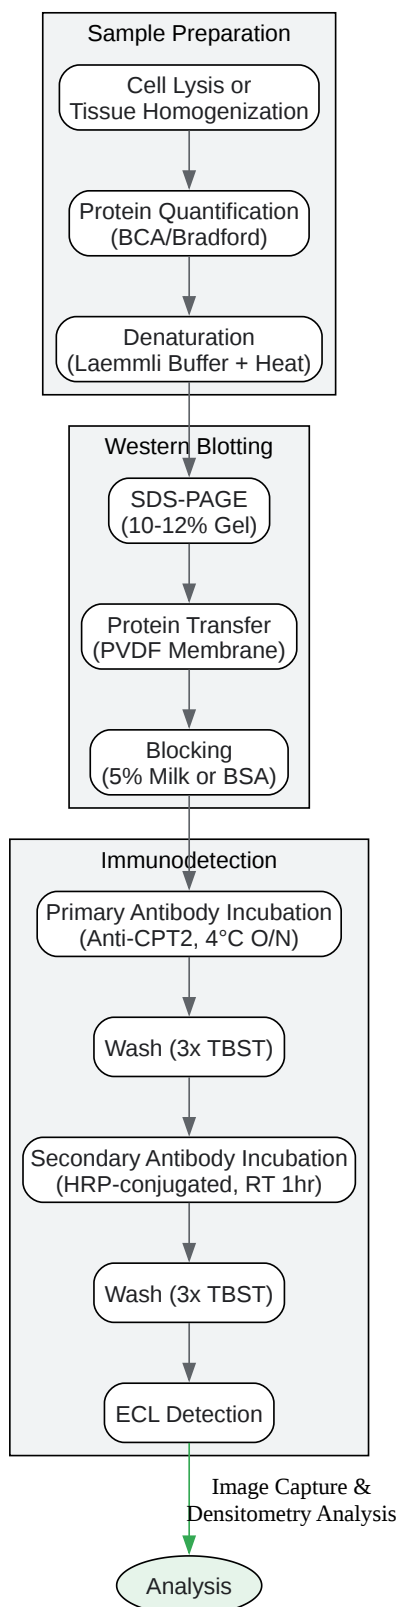 Sample Preparation
Cell Lysis or
Tissue Homogenization
Protein Quantification
(BCA/Bradford)
Denaturation
(Laemmli Buffer + Heat)
Western Blotting
SDS-PAGE
(10-12% Gel)
Protein Transfer
(PVDF Membrane)
Blocking
(5% Milk or BSA)
Immunodetection
Primary Antibody Incubation
(Anti-CPT2, 4°C O/N)
Wash (3x TBST)
Secondary Antibody Incubation
(HRP-conjugated, RT 1hr)
Wash (3x TBST)
ECL Detection
Image Capture &
Densitometry Analysis
Analysis